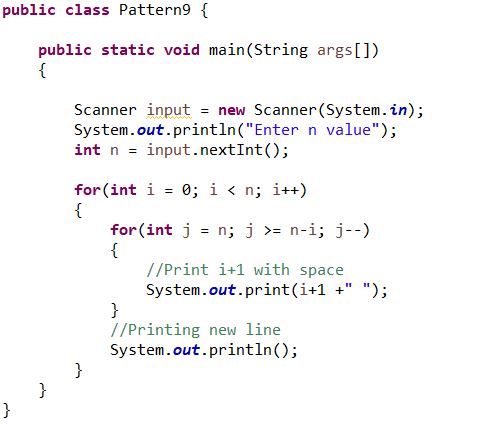 public class Pattern9 {
public static void main(String args[])
{
Scanner input = new Scanner(System.in);
System.out.println("Enter n value");
int n = input.nextInt();
for(int i = 0; i < n; i++)
{
for(int j = n; j >= n-i; j--)
{
//Print i+1 with space
System.out.print(i+1 +" ");
}
//Printing new line
System.out.println();
}
}
}